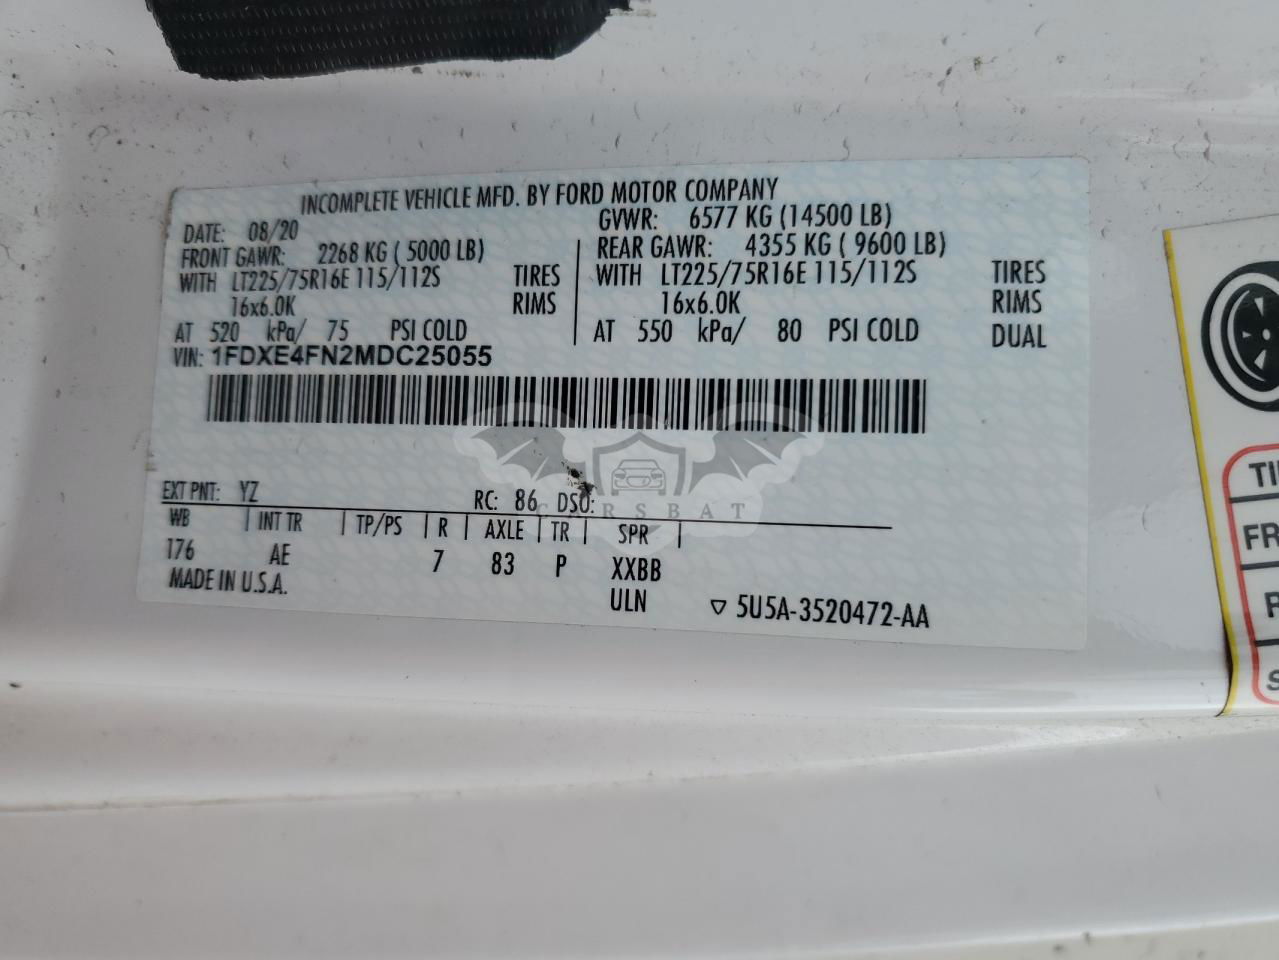 INCOMPLETE VEHICLE MFD. BY FORD MOTOR COMPANY
DATE: 08/20 GVWR: 6577 KG (14500 LB)
FRONT GAWR: 2268 KG ( 5000 LB) REAR GAWR: 4355 KG ( 9600 LB)
WITH LT225/75R16E 115/112S TIRES WITH LT225/75R16E 115/112S TIRES
16x6.0K RIMS 16x6.0K RIMS
AT 520 kPa/ 75 PSI COLD AT 550 kPa/ 80 PSI COLD DUAL
VIN: 1FDXE4FN2MDC25055
CARSBAT
EXT PNT: YZ RC: 86 DSO:
WB INT TR TP/PS R AXLE TR SPR
176 AE 7 83 P XXBB
MADE IN U.S.A. ULN ▽ 5U5A-3520472-AA
TI
FR